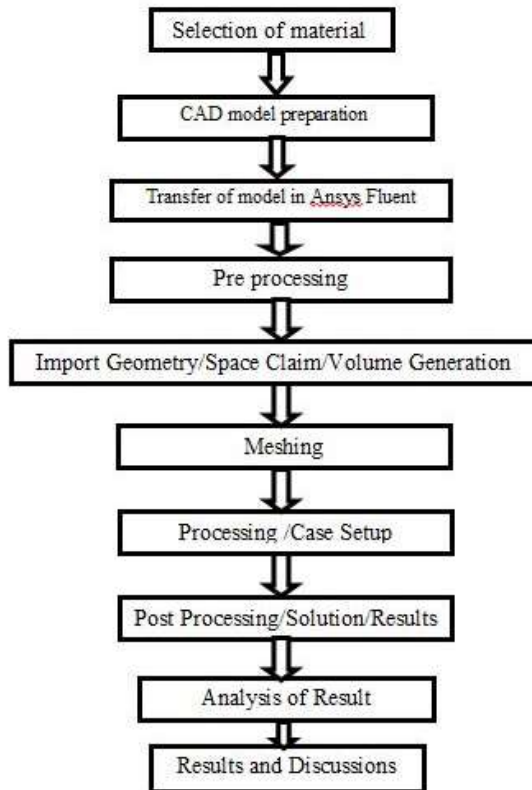 Selection of material
CAD model preparation
Transfer of model in Ansys Fluent
Pre processing
Import Geometry/Space Claim/Volume Generation
Meshing
Processing /Case Setup
Post Processing/Solution/Results
Analysis of Result
Results and Discussions